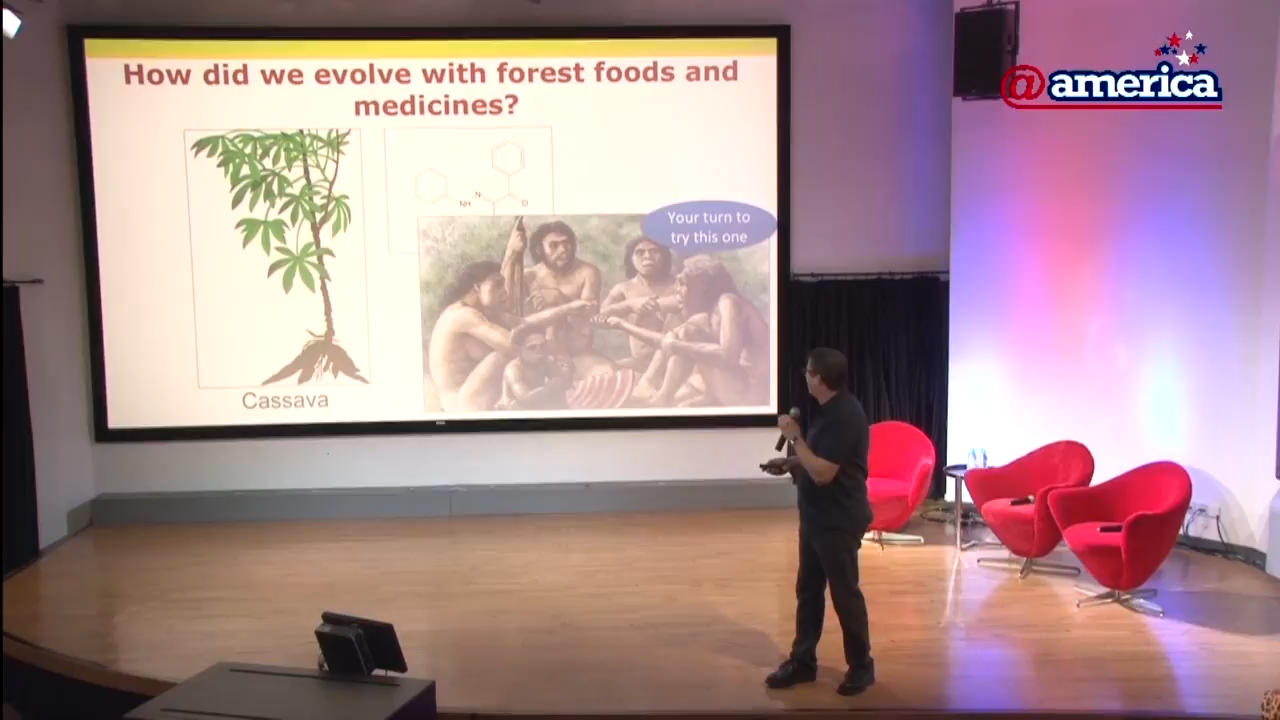 How did we evolve with forest foods and
medicines?
N
NH
O
Your turn to
try this one
Cassava
@america